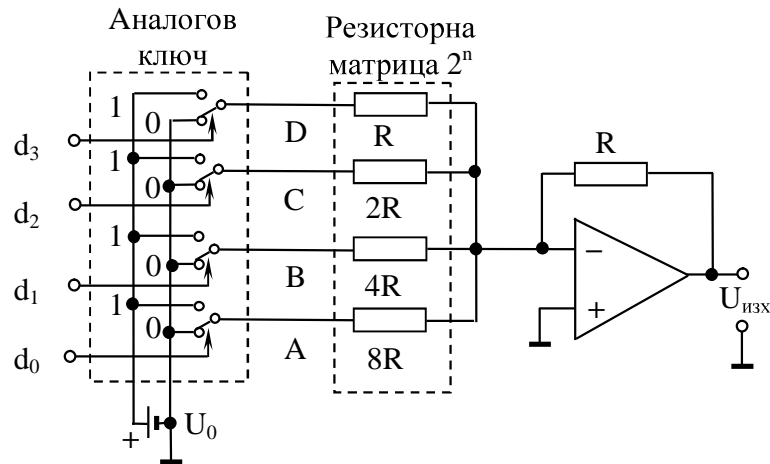 Аналогов
ключ
Резисторна
матрица 2ⁿ
1
0
D
R
R
d₃
1
0
C
2R
d₂
1
0
B
4R
d₁
−
+
Uизх
1
0
A
8R
d₀
+
U₀